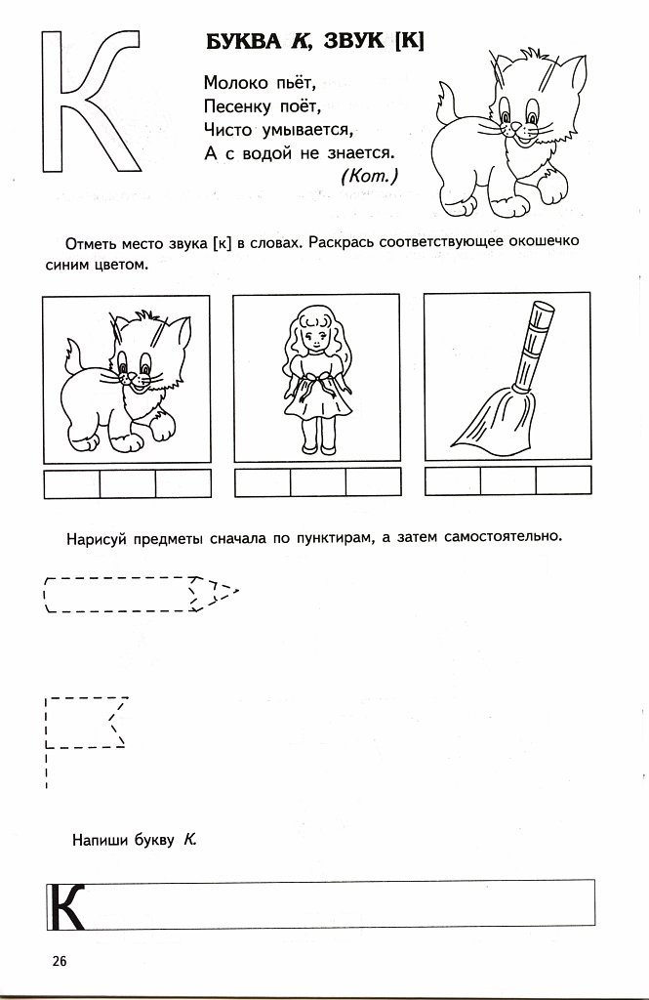 К
БУКВА К, ЗВУК [К]
Молоко пьёт,
Песенку поёт,
Чисто умывается,
А с водой не знается.
(Кот.)
Отметь место звука [к] в словах. Раскрась соответствующее окошечко
синим цветом.
Нарисуй предметы сначала по пунктирам, а затем самостоятельно.
Напиши букву К.
К
26